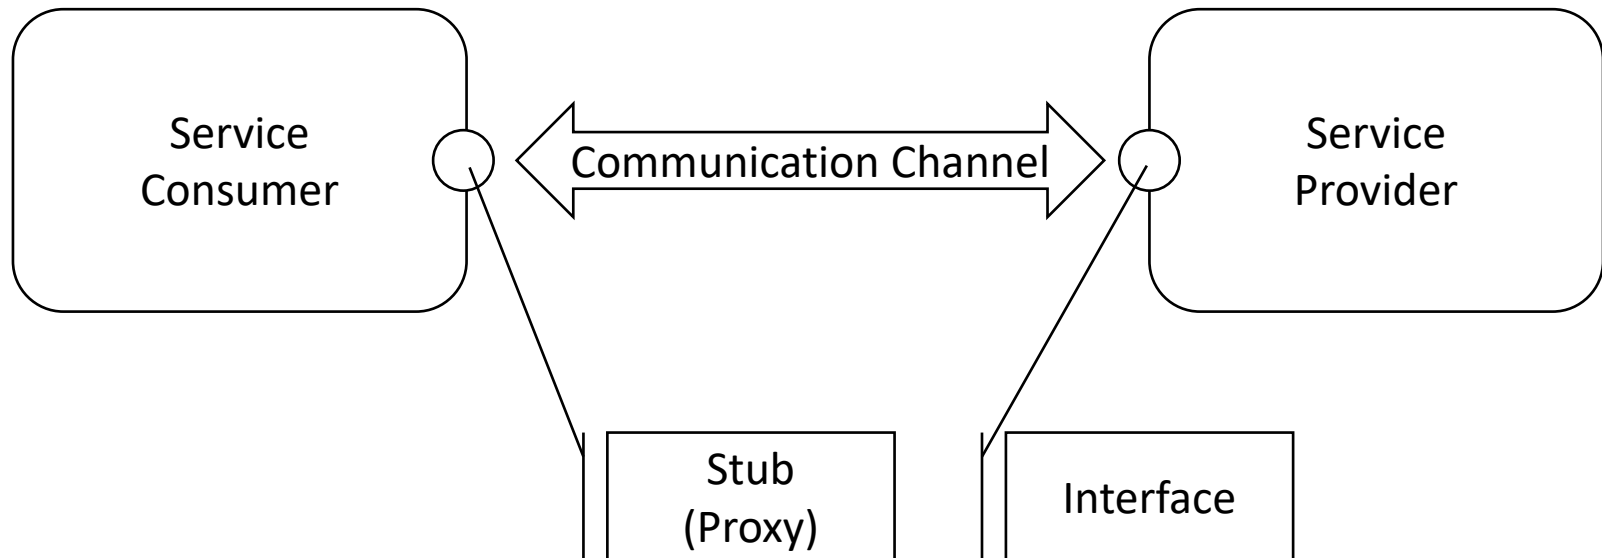 Service
Consumer
Communication Channel
Service
Provider
Stub
(Proxy)
Interface